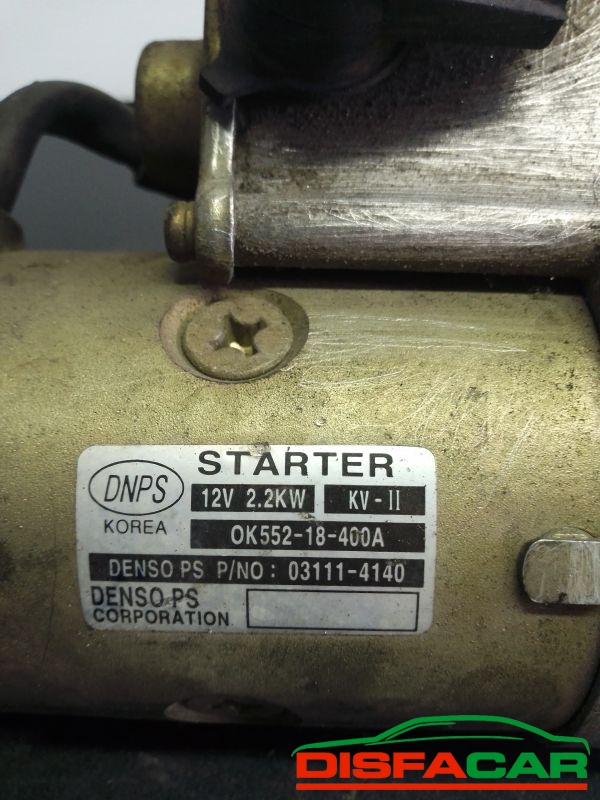 STARTER
DNPS
KOREA
12V 2.2KW KV-II
OK552-18-400A
DENSO PS P/NO: 03111-4140
DENSO PS
CORPORATION
DISFACAR